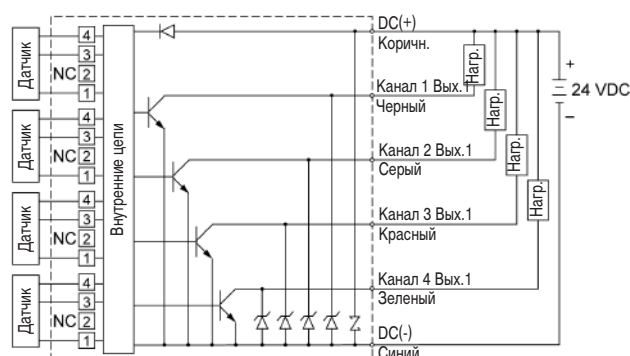 Датчик
4
3
NC 2
1
Датчик
4
3
NC 2
1
Датчик
4
3
NC 2
1
Датчик
4
3
NC 2
1
Внутренние цепи
DC(+)
Коричн.
Канал 1 Вых.1
Черный
Канал 2 Вых.1
Серый
Канал 3 Вых.1
Красный
Канал 4 Вых.1
Зеленый
DC(-)
Синий
Нагр.
Нагр.
Нагр.
Нагр.
+
24 VDC
−